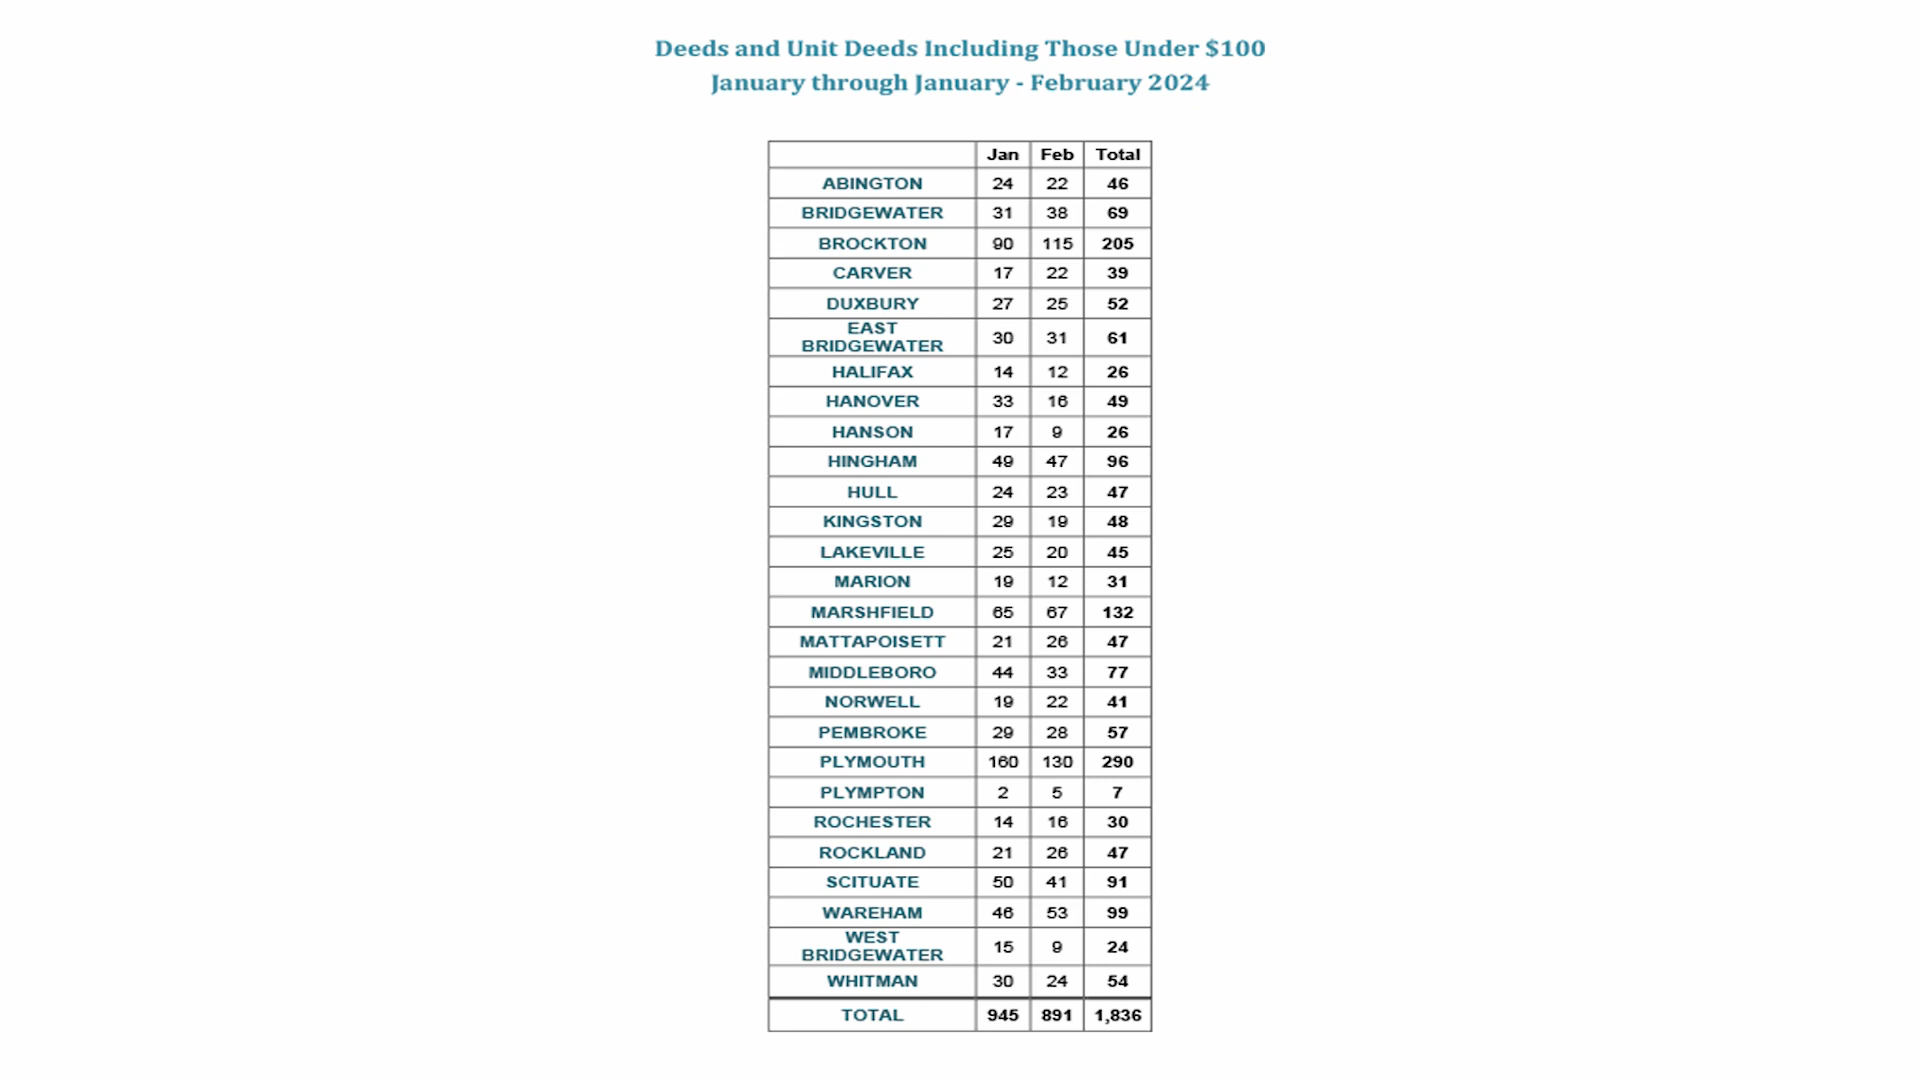 Deeds and Unit Deeds Including Those Under $100
January through January - February 2024
Jan Feb Total
ABINGTON 24 22 46
BRIDGEWATER 31 38 69
BROCKTON 90 115 205
CARVER 17 22 39
DUXBURY 27 25 52
EAST
BRIDGEWATER 30 31 61
HALIFAX 14 12 26
HANOVER 33 16 49
HANSON 17 9 26
HINGHAM 49 47 96
HULL 24 23 47
KINGSTON 29 19 48
LAKEVILLE 25 20 45
MARION 19 12 31
MARSHFIELD 65 67 132
MATTAPOISETT 21 26 47
MIDDLEBORO 44 33 77
NORWELL 19 22 41
PEMBROKE 29 28 57
PLYMOUTH 160 130 290
PLYMPTON 2 5 7
ROCHESTER 14 16 30
ROCKLAND 21 26 47
SCITUATE 50 41 91
WAREHAM 46 53 99
WEST
BRIDGEWATER 15 9 24
WHITMAN 30 24 54
TOTAL 945 891 1,836